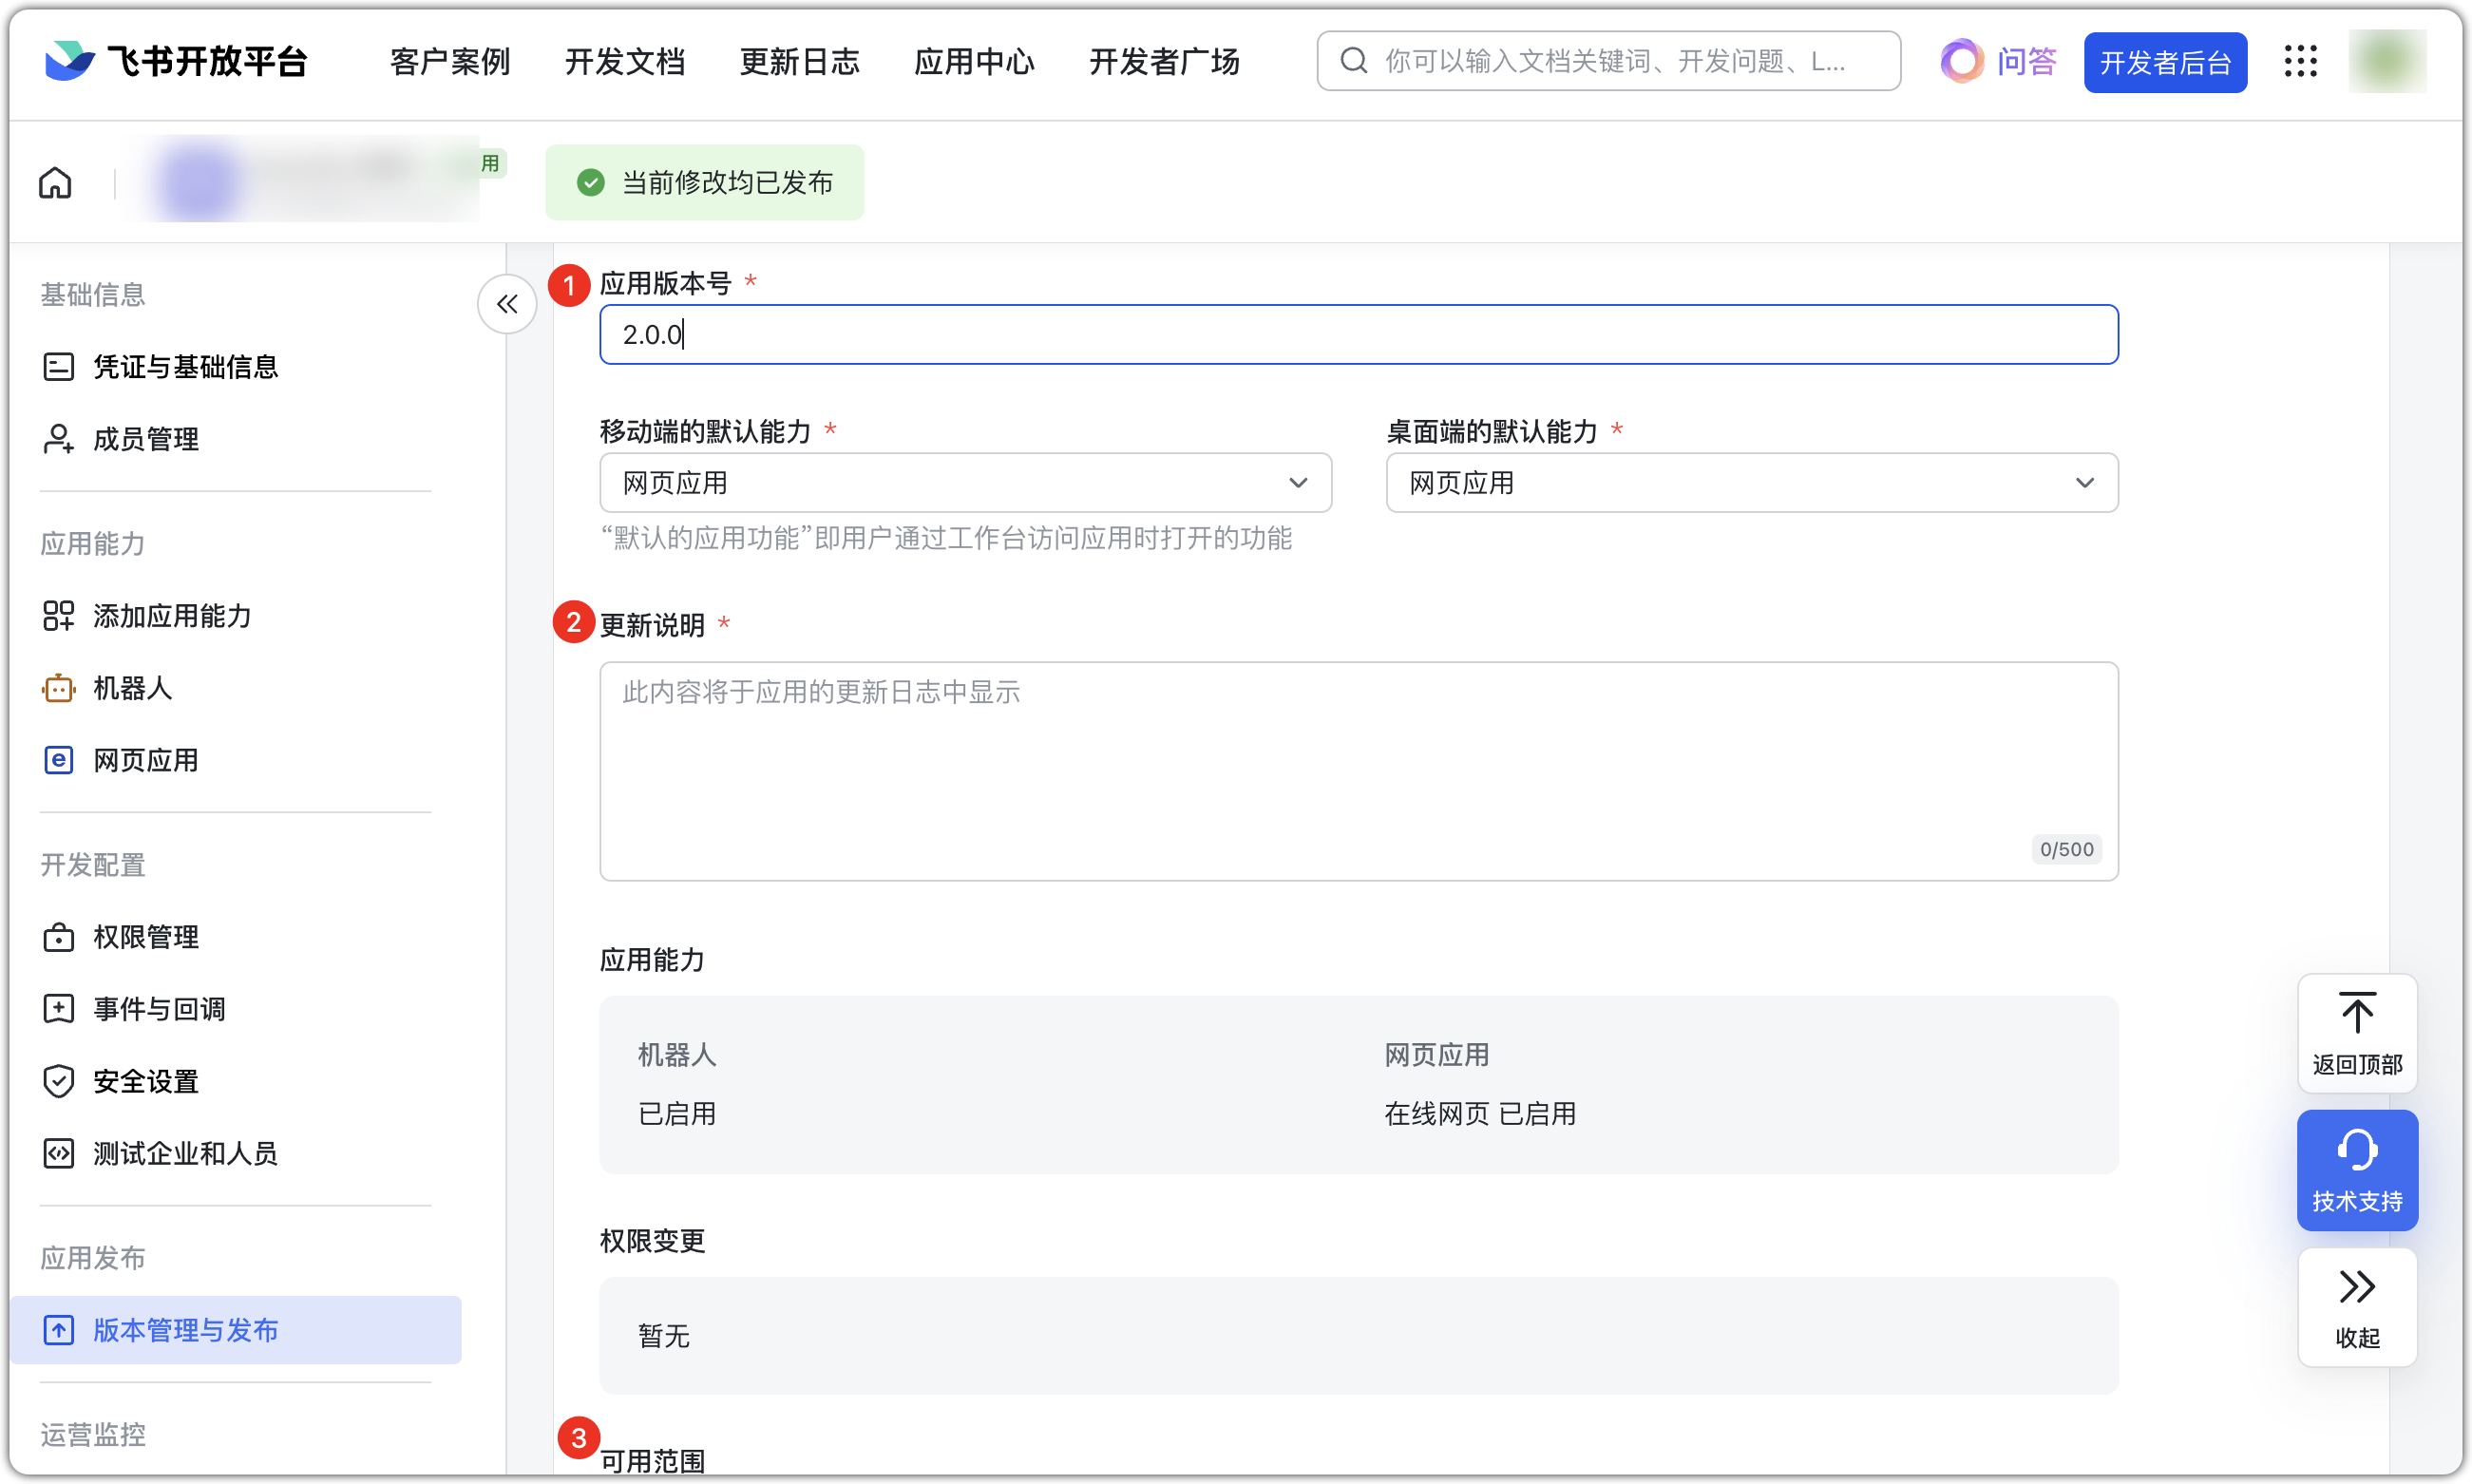 飞书开放平台 客户案例 开发文档 更新日志 应用中心 开发者广场 你可以输入文档关键词、开发问题、L... 问答 开发者后台
用 当前修改均已发布
基础信息
凭证与基础信息
成员管理
应用能力
添加应用能力
机器人
网页应用
开发配置
权限管理
事件与回调
安全设置
测试企业和人员
应用发布
版本管理与发布
运营监控
1 应用版本号 *
2.0.0
移动端的默认能力 * 桌面端的默认能力 *
网页应用 网页应用
“默认的应用功能”即用户通过工作台访问应用时打开的功能
2 更新说明 *
此内容将于应用的更新日志中显示
0/500
应用能力
机器人 网页应用
已启用 在线网页 已启用
权限变更
暂无
3 可用范围
返回顶部
技术支持
收起